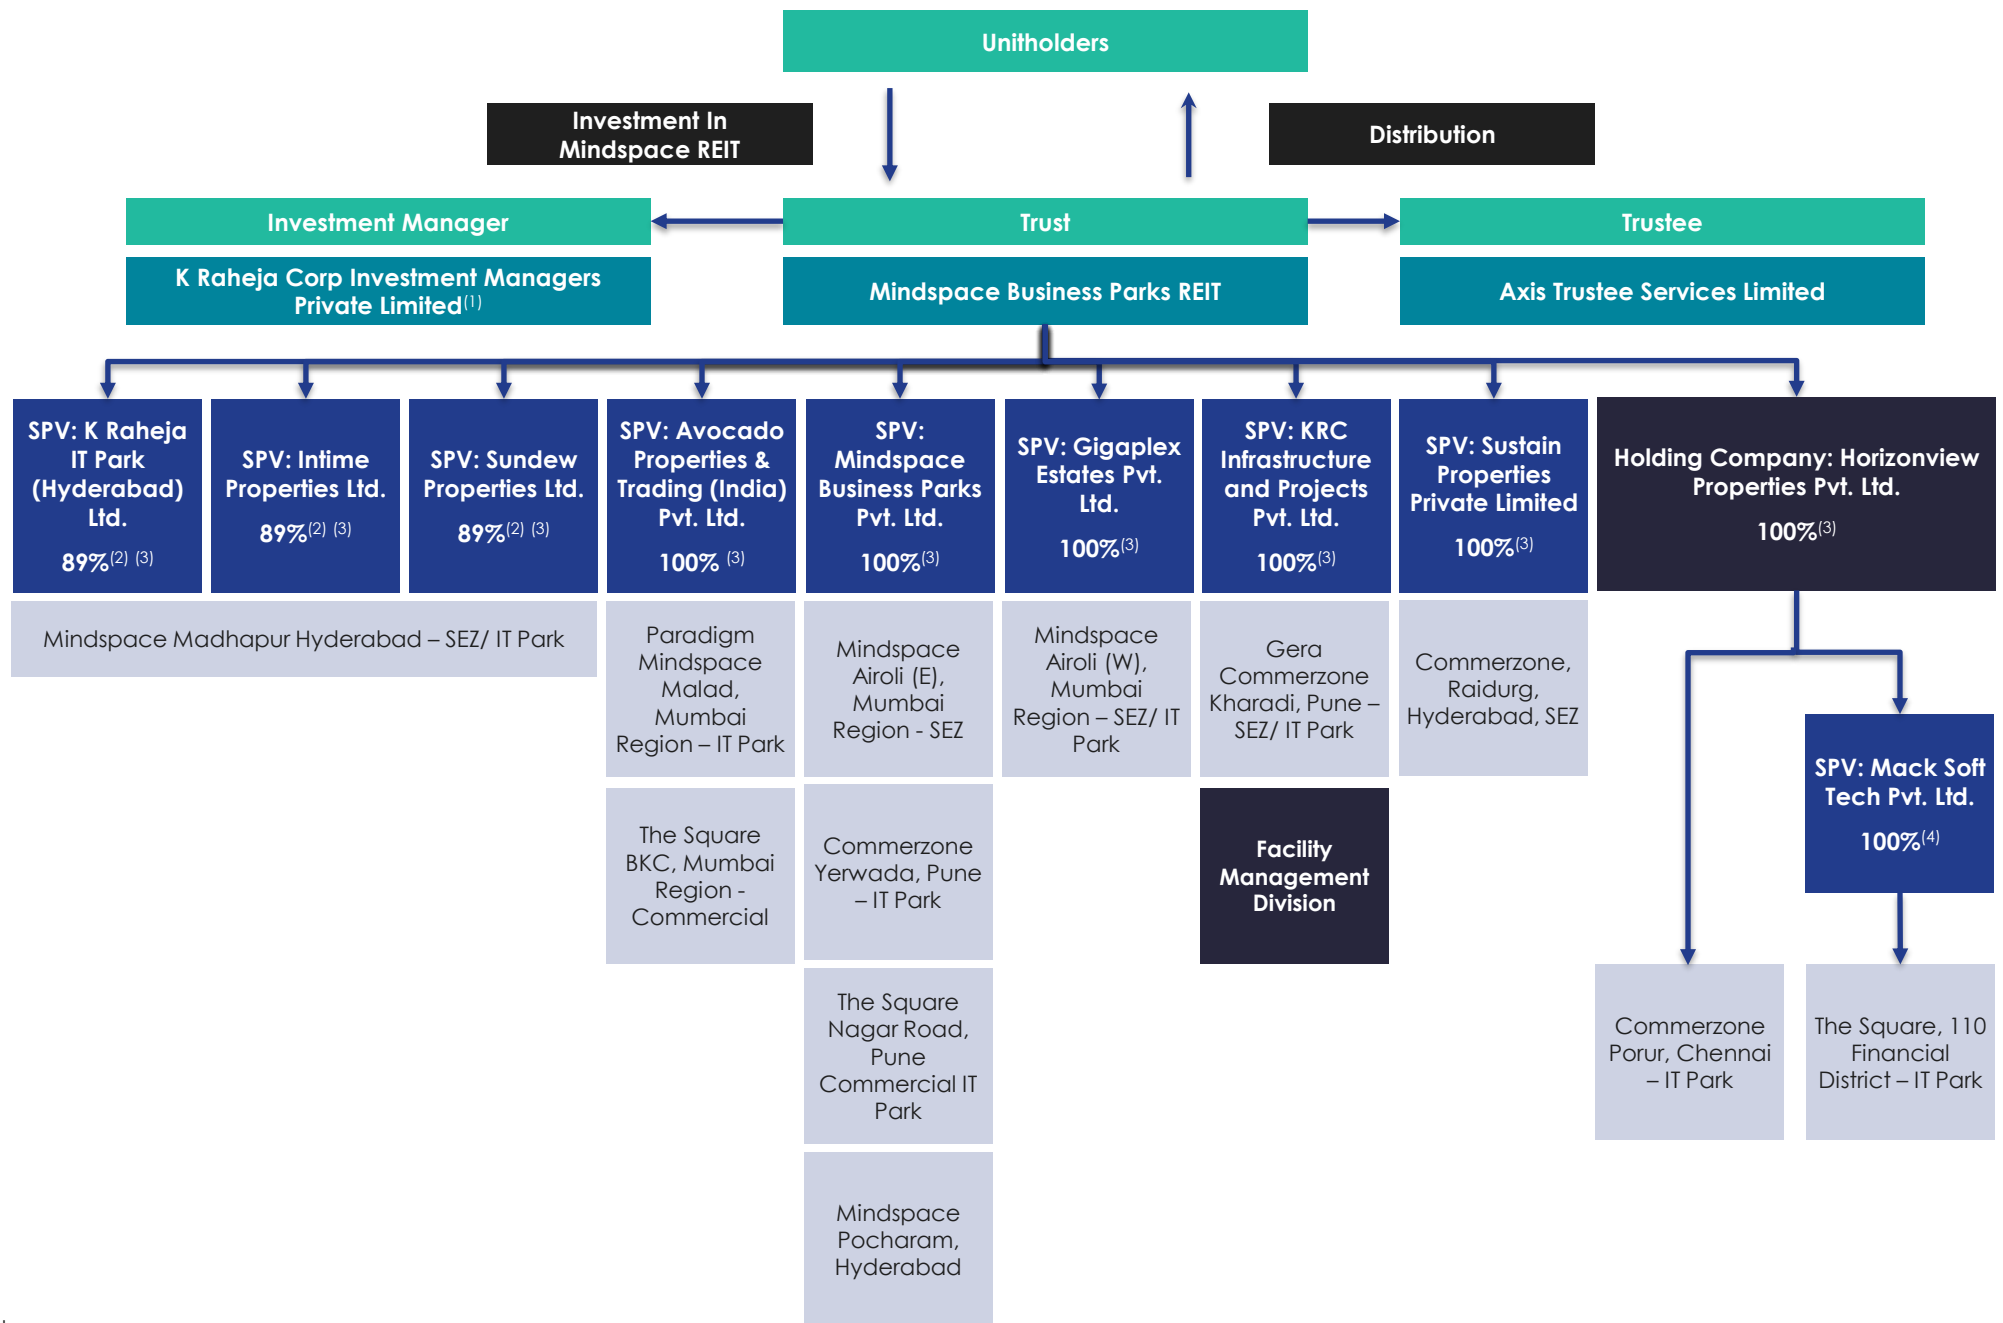 Unitholders
Investment In
Mindspace REIT
Distribution
Investment Manager
Trust
Trustee
K Raheja Corp Investment Managers
Private Limited(1)
Mindspace Business Parks REIT
Axis Trustee Services Limited
SPV: K Raheja
IT Park
(Hyderabad)
Ltd.
89%(2) (3)
SPV: Intime
Properties Ltd.
89%(2) (3)
SPV: Sundew
Properties Ltd.
89%(2) (3)
SPV: Avocado
Properties &
Trading (India)
Pvt. Ltd.
100% (3)
SPV:
Mindspace
Business Parks
Pvt. Ltd.
100%(3)
SPV: Gigaplex
Estates Pvt.
Ltd.
100%(3)
SPV: KRC
Infrastructure
and Projects
Pvt. Ltd.
100%(3)
SPV: Sustain
Properties
Private Limited
100%(3)
Holding Company: Horizonview
Properties Pvt. Ltd.
100%(3)
Mindspace Madhapur Hyderabad – SEZ/ IT Park
Paradigm
Mindspace
Malad,
Mumbai
Region – IT Park
Mindspace
Airoli (E),
Mumbai
Region - SEZ
Mindspace
Airoli (W),
Mumbai
Region – SEZ/ IT
Park
Gera
Commerzone
Kharadi, Pune –
SEZ/ IT Park
Commerzone,
Raidurg,
Hyderabad, SEZ
SPV: Mack Soft
Tech Pvt. Ltd.
100%(4)
The Square
BKC, Mumbai
Region -
Commercial
Commerzone
Yerwada, Pune
– IT Park
Facility
Management
Division
The Square
Nagar Road,
Pune
Commercial IT
Park
Commerzone
Porur, Chennai
– IT Park
The Square, 110
Financial
District – IT Park
Mindspace
Pocharam,
Hyderabad